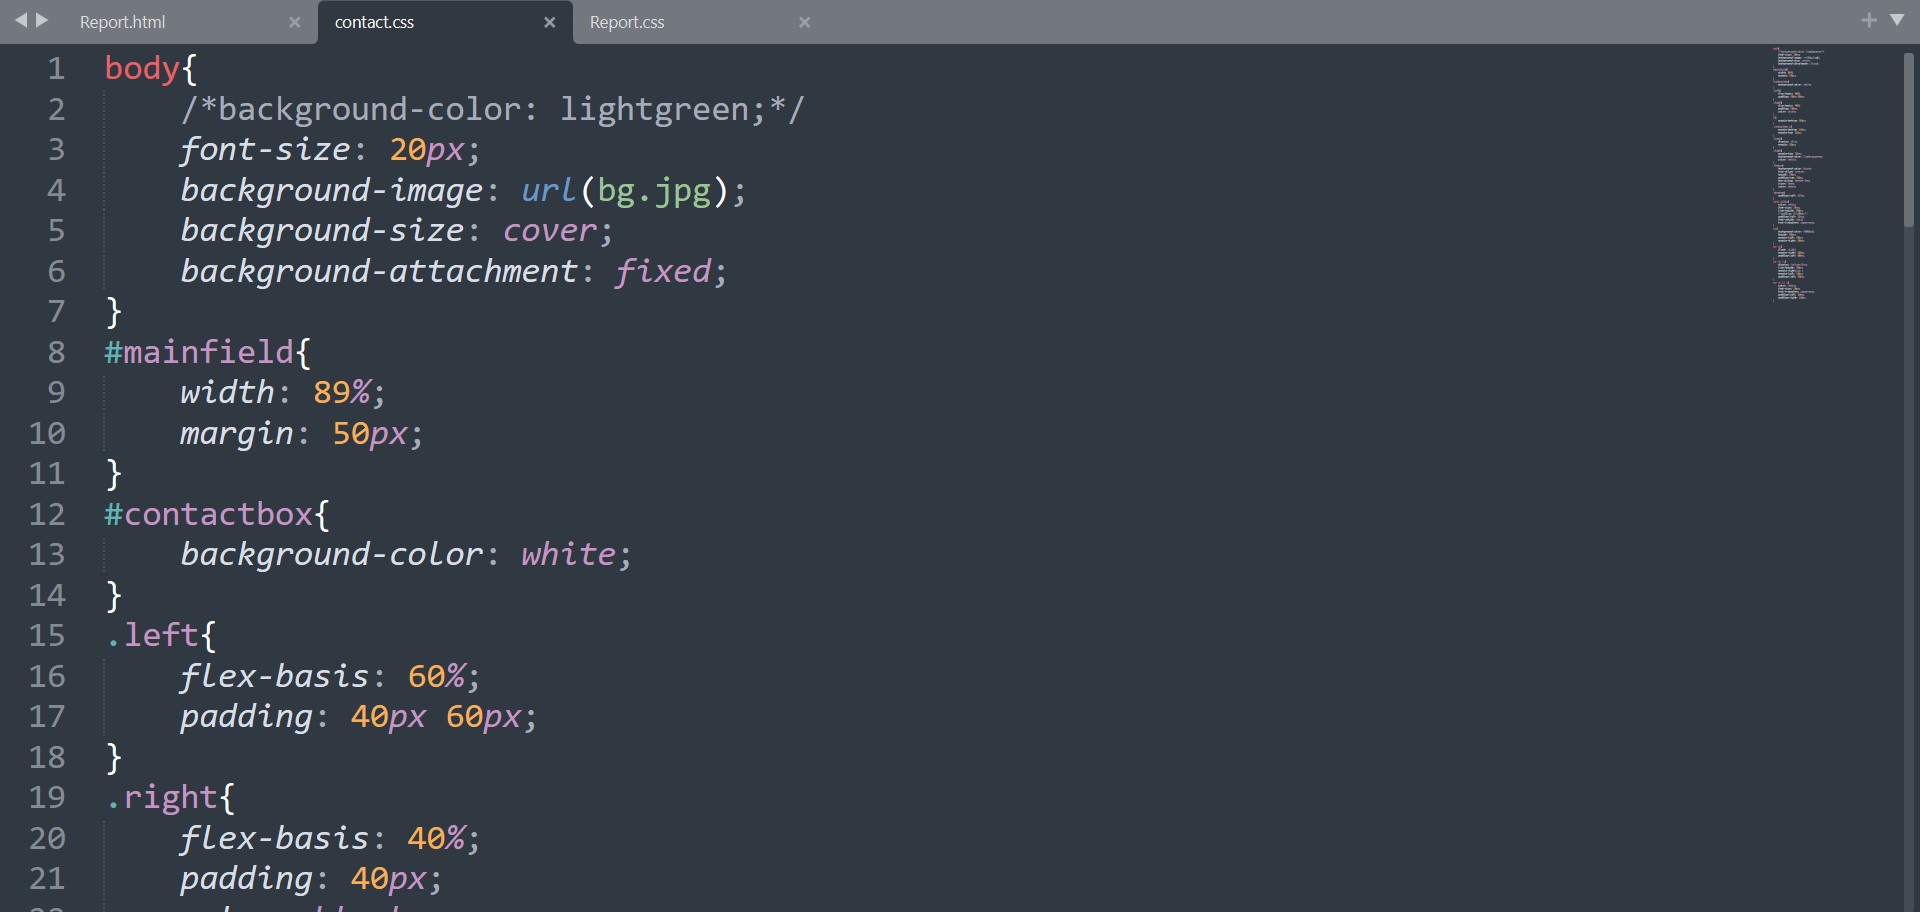 Report.html × contact.css × Report.css ×
1 body{
2 /*background-color: lightgreen;*/
3 font-size: 20px;
4 background-image: url(bg.jpg);
5 background-size: cover;
6 background-attachment: fixed;
7 }
8 #mainfield{
9 width: 89%;
10 margin: 50px;
11 }
12 #contactbox{
13 background-color: white;
14 }
15 .left{
16 flex-basis: 60%;
17 padding: 40px 60px;
18 }
19 .right{
20 flex-basis: 40%;
21 padding: 40px;